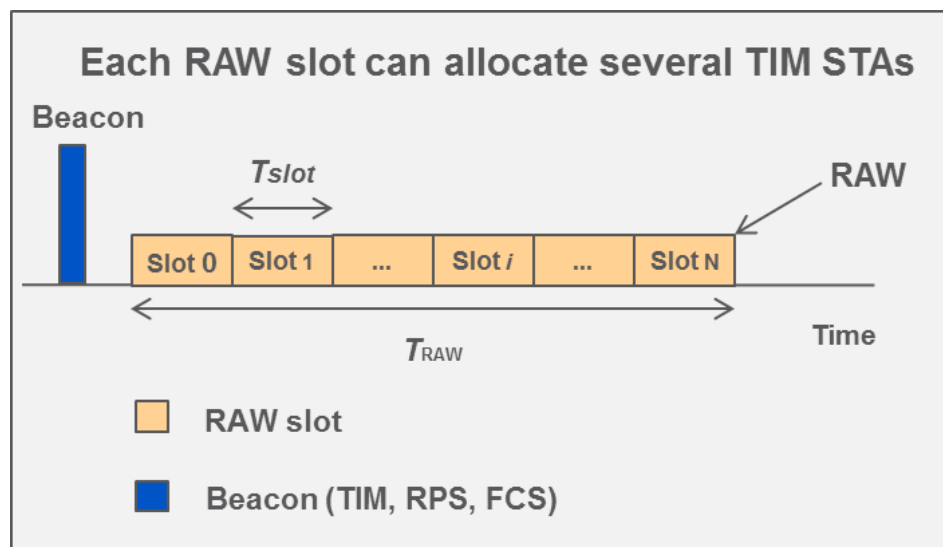 Each RAW slot can allocate several TIM STAs
Beacon
Tslot
RAW
Slot 0 Slot 1 ... Slot i ... Slot N
TRAW
Time
RAW slot
Beacon (TIM, RPS, FCS)